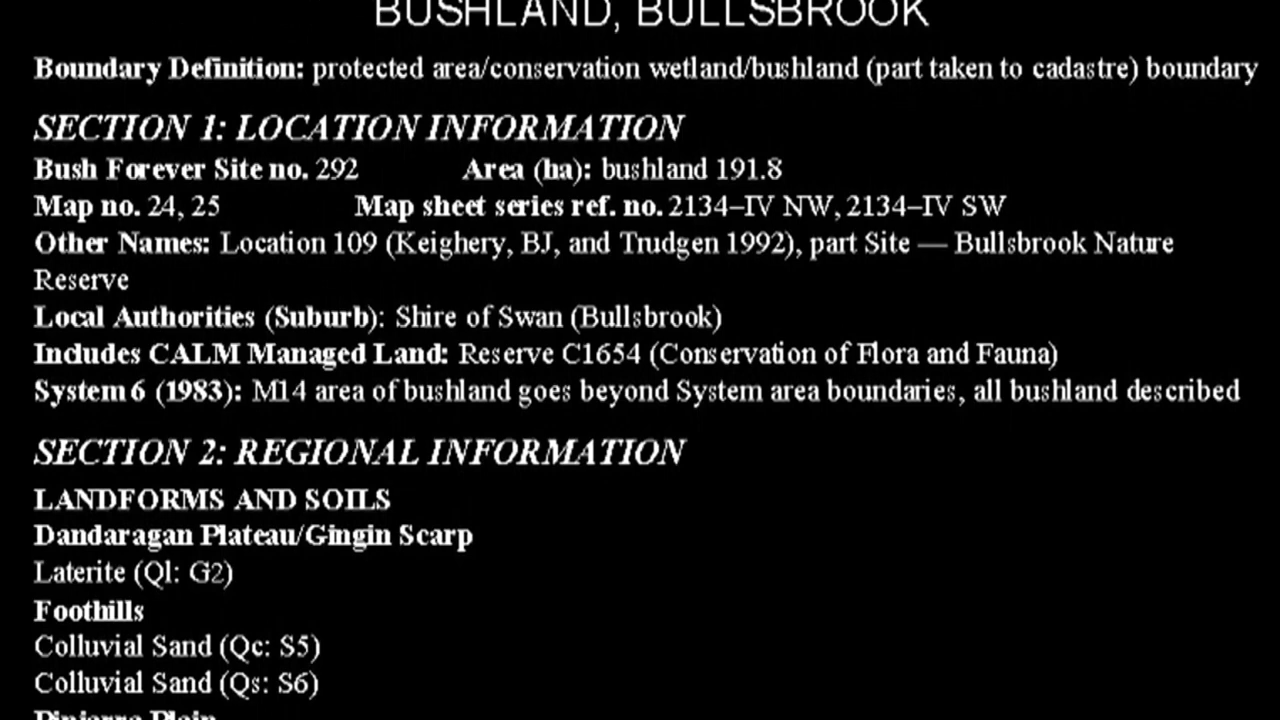 BUSHLAND, BULLSBROOK
Boundary Definition: protected area/conservation wetland/bushland (part taken to cadastre) boundary
SECTION 1: LOCATION INFORMATION
Bush Forever Site no. 292 Area (ha): bushland 191.8
Map no. 24, 25 Map sheet series ref. no. 2134–IV NW, 2134–IV SW
Other Names: Location 109 (Keighery, BJ, and Trudgen 1992), part Site — Bullsbrook Nature
Reserve
Local Authorities (Suburb): Shire of Swan (Bullsbrook)
Includes CALM Managed Land: Reserve C1654 (Conservation of Flora and Fauna)
System 6 (1983): M14 area of bushland goes beyond System area boundaries, all bushland described
SECTION 2: REGIONAL INFORMATION
LANDFORMS AND SOILS
Dandaragan Plateau/Gingin Scarp
Laterite (Ql: G2)
Foothills
Colluvial Sand (Qc: S5)
Colluvial Sand (Qs: S6)
Pinjarra Plain